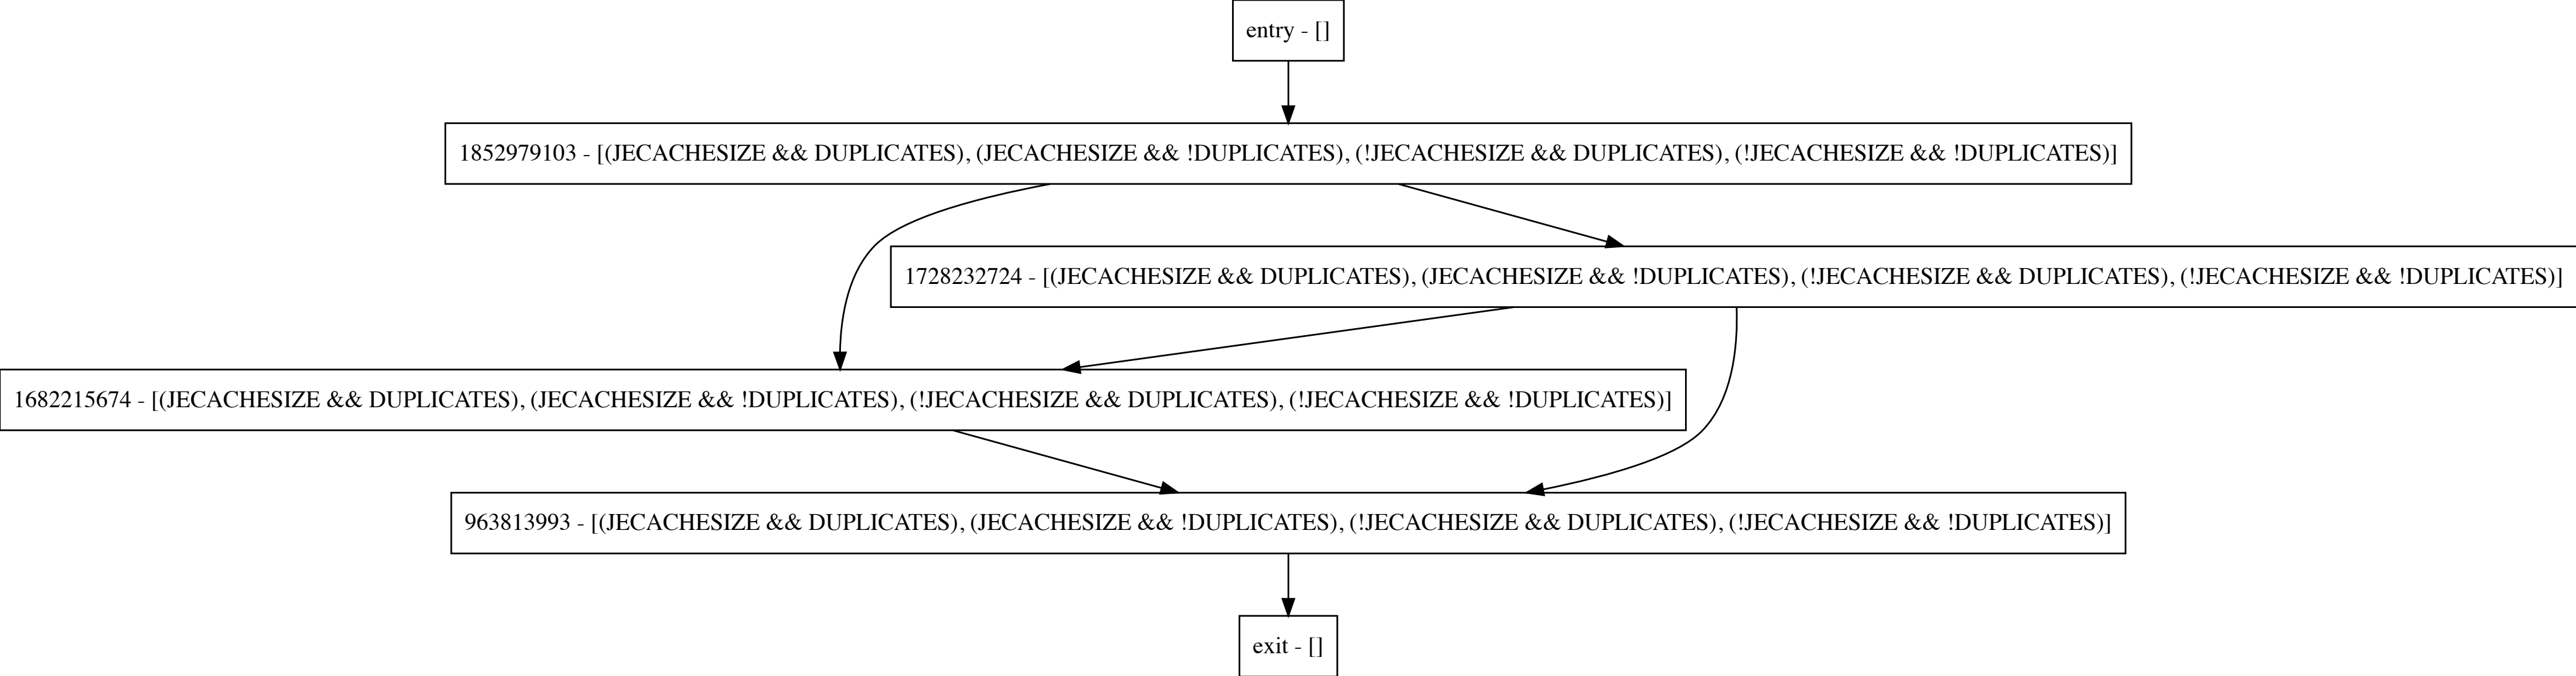 entry - []
1852979103 - [(JECACHESIZE && DUPLICATES), (JECACHESIZE && !DUPLICATES), (!JECACHESIZE && DUPLICATES), (!JECACHESIZE && !DUPLICATES)]
1728232724 - [(JECACHESIZE && DUPLICATES), (JECACHESIZE && !DUPLICATES), (!JECACHESIZE && DUPLICATES), (!JECACHESIZE && !DUPLICATES)]
1682215674 - [(JECACHESIZE && DUPLICATES), (JECACHESIZE && !DUPLICATES), (!JECACHESIZE && DUPLICATES), (!JECACHESIZE && !DUPLICATES)]
963813993 - [(JECACHESIZE && DUPLICATES), (JECACHESIZE && !DUPLICATES), (!JECACHESIZE && DUPLICATES), (!JECACHESIZE && !DUPLICATES)]
exit - []